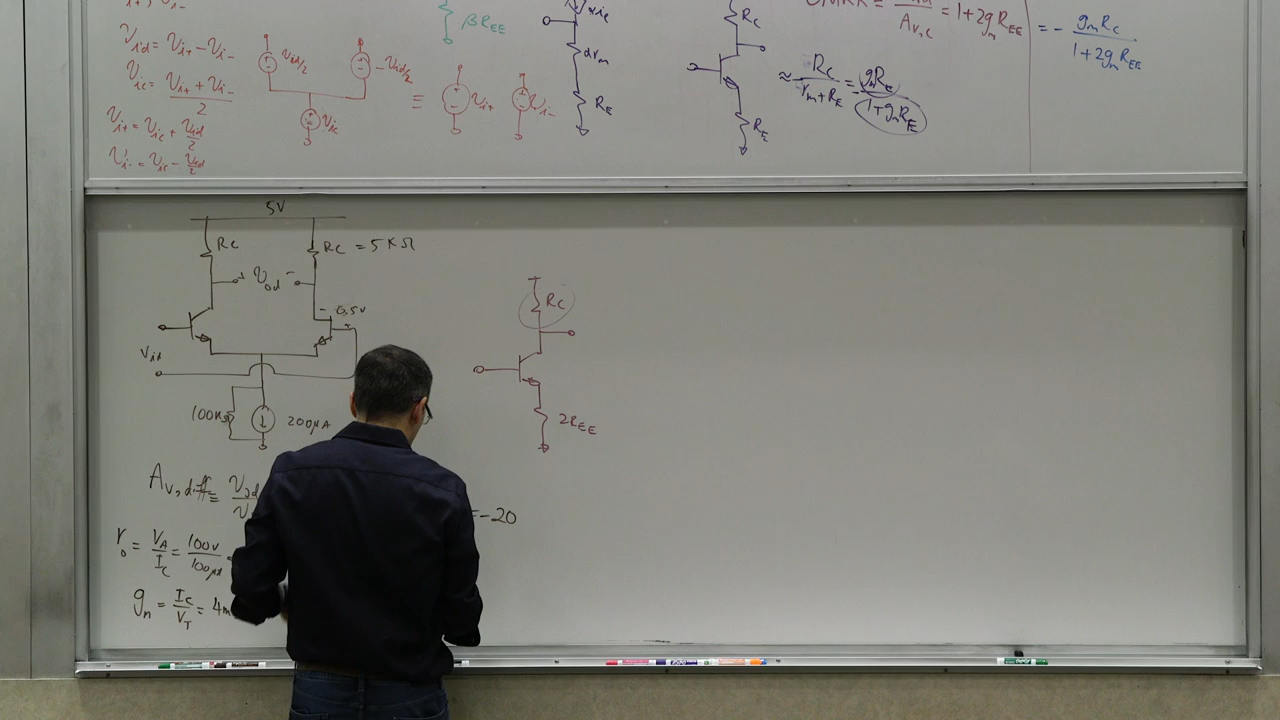 V_id = V_i+ − V_i-
V_ic = (V_i+ + V_i-)/2
V_i+ = V_ic + V_id/2
V_i- = V_ic − V_id/2
V_id/2
−V_id/2
V_ic
≡
V_i+
V_i-
βR_EE
αi_c
αr_m
R_E
R_C
R_E
≈ R_C/(r_m+R_E) = g_mR_C/(1+g_mR_E)
A_v,c = 1+2g_mR_EE
= − g_mR_C/(1+2g_mR_EE)
5V
R_C
R_C = 5KΩ
+ V_od −
− 0.5V
+
V_id
100KΩ
200μA
R_C
2R_EE
A_v,diff = V_od
= −20
r_o = V_A/I_C = 100V/100μA
g_m = I_C/V_T = 4m